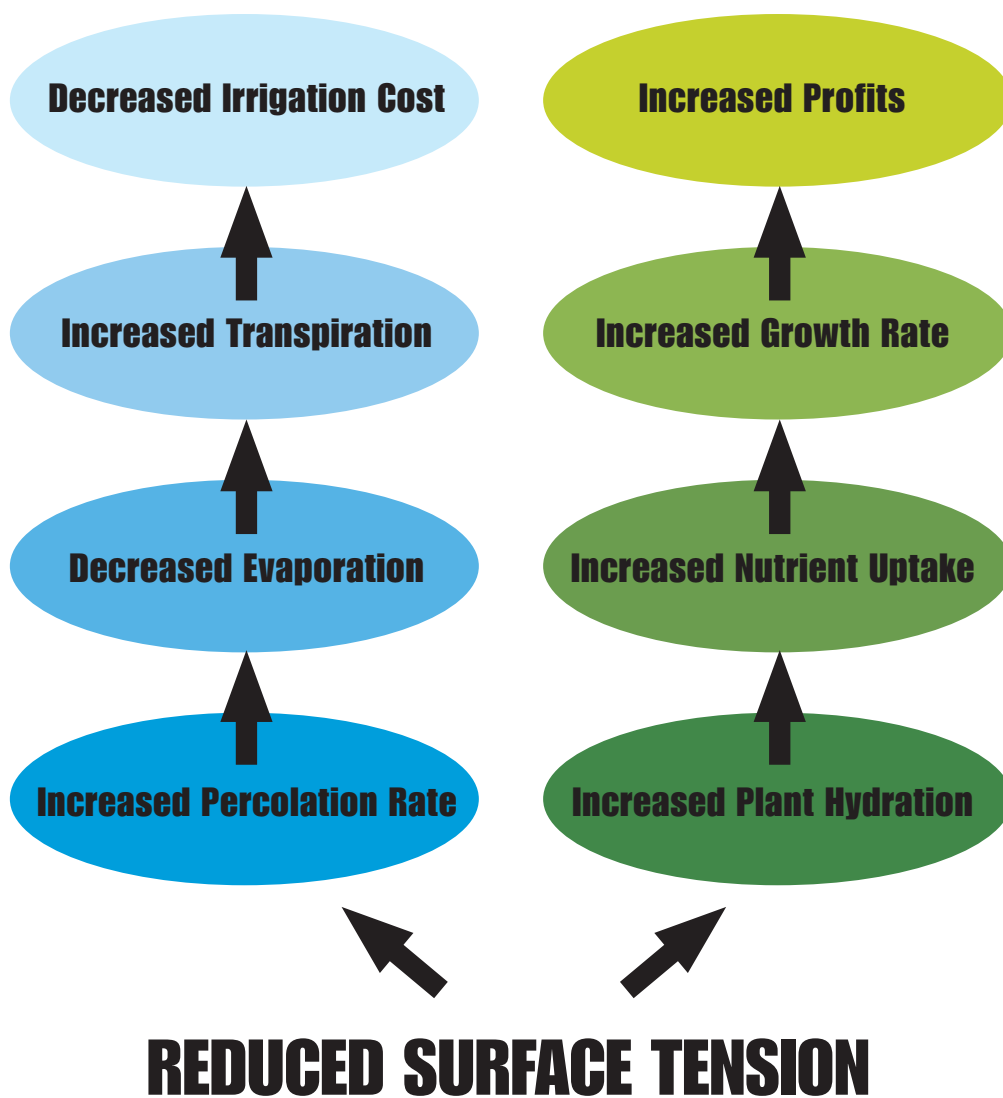 Decreased Irrigation Cost
Increased Profits
Increased Transpiration
Increased Growth Rate
Decreased Evaporation
Increased Nutrient Uptake
Increased Percolation Rate
Increased Plant Hydration
REDUCED SURFACE TENSION